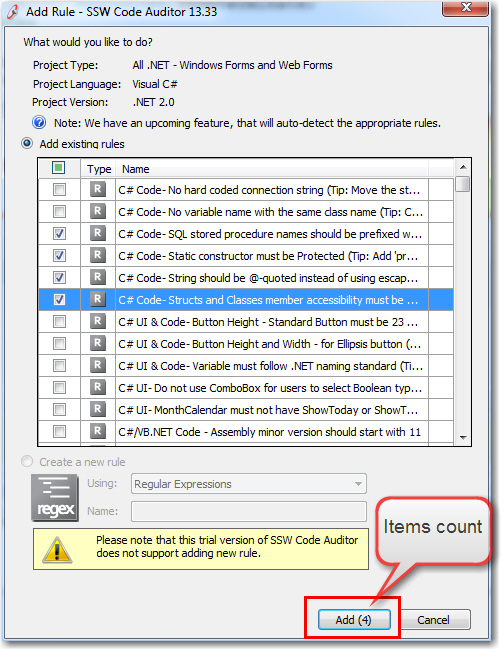 Add Rule - SSW Code Auditor 13.33
What would you like to do?
Project Type: All .NET - Windows Forms and Web Forms
Project Language: Visual C#
Project Version: .NET 2.0
Note: We have an upcoming feature, that will auto-detect the appropriate rules.
Add existing rules
Type Name
R C# Code- No hard coded connection string (Tip: Move the st...
R C# Code- No variable name with the same class name (Tip: C...
R C# Code- SQL stored procedure names should be prefixed w...
R C# Code- Static constructor must be Protected (Tip: Add 'pr...
R C# Code- String should be @-quoted instead of using escap...
R C# Code- Structs and Classes member accessibility must be ...
R C# UI & Code- Button Height - Standard Button must be 23 ...
R C# UI & Code- Button Height and Width - for Ellipsis button (...
R C# UI & Code- Variable must follow .NET naming standard (Ti...
R C# UI- Do not use ComboBox for users to select Boolean typ...
R C# UI- MonthCalendar must not have ShowToday or ShowT...
R C#/VB.NET Code - Assembly minor version should start with 11
Create a new rule
regex
Using: Regular Expressions
Name:
Please note that this trial version of SSW Code Auditor
does not support adding new rule.
Items count
Add (4) Cancel